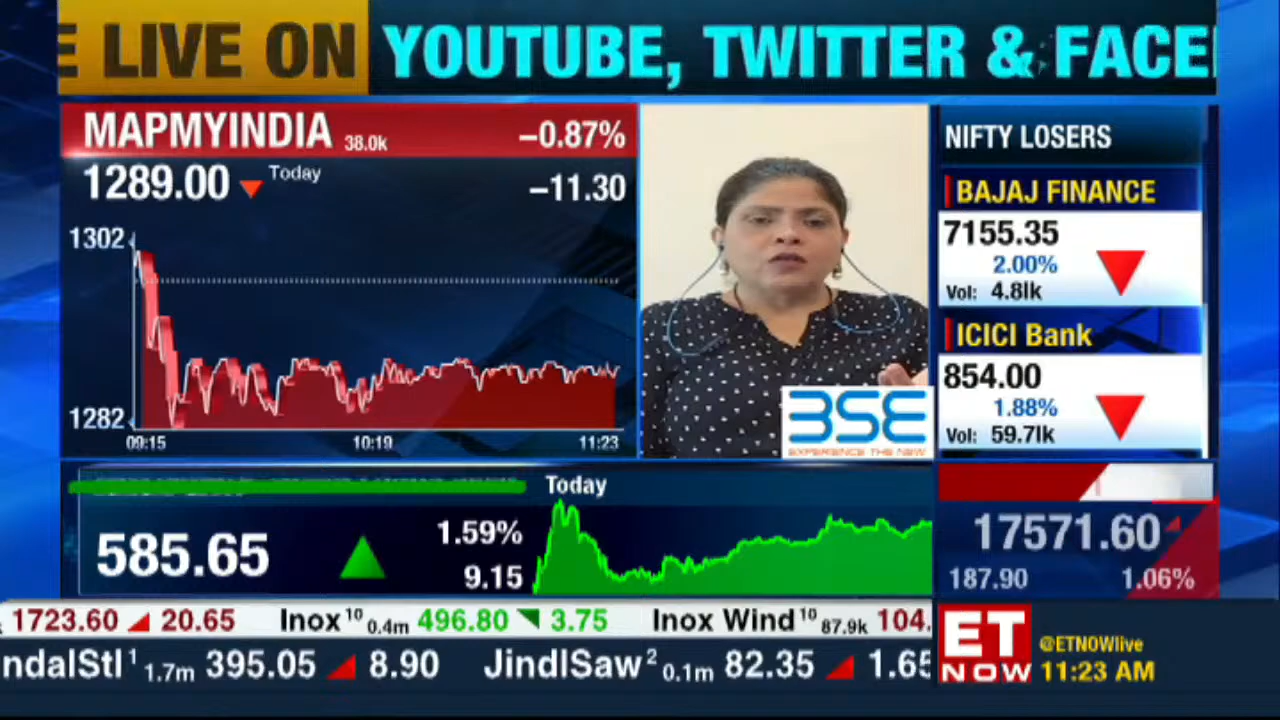 E LIVE ON YOUTUBE, TWITTER & FACE
MAPMYINDIA 38.0k -0.87%
1289.00 Today -11.30
1302
1282
09:15 10:19 11:23
BSE
EXPERIENCE THE NEW
NIFTY LOSERS
BAJAJ FINANCE
7155.35
2.00%
Vol: 4.8lk
ICICI Bank
854.00
1.88%
Vol: 59.7lk
Today
585.65 1.59%
9.15
17571.60
187.90 1.06%
1723.60 20.65 Inox 10 0.4m 496.80 3.75 Inox Wind 10 87.9k 104.
ndalStl 1 1.7m 395.05 8.90 JindlSaw 2 0.1m 82.35 1.65
ET
NOW
@ETNOWlive
11:23 AM